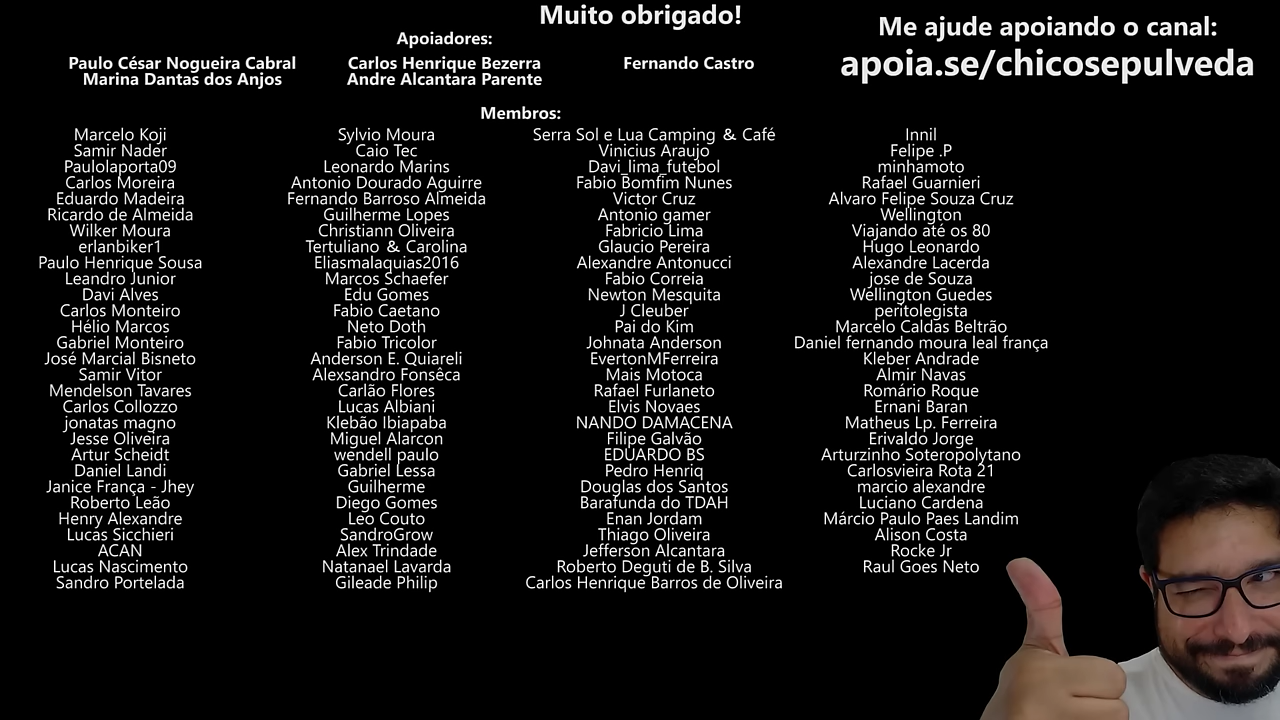 Muito obrigado!
Me ajude apoiando o canal:
apoia.se/chicosepulveda
Apoiadores:
Paulo César Nogueira Cabral
Marina Dantas dos Anjos
Carlos Henrique Bezerra
Andre Alcantara Parente
Fernando Castro
Membros:
Marcelo Koji
Samir Nader
Paulolaporta09
Carlos Moreira
Eduardo Madeira
Ricardo de Almeida
Wilker Moura
erlanbiker1
Paulo Henrique Sousa
Leandro Junior
Davi Alves
Carlos Monteiro
Hélio Marcos
Gabriel Monteiro
José Marcial Bisneto
Samir Vitor
Mendelson Tavares
Carlos Collozzo
jonatas magno
Jesse Oliveira
Artur Scheidt
Daniel Landi
Janice França - Jhey
Roberto Leão
Henry Alexandre
Lucas Sicchieri
ACAN
Lucas Nascimento
Sandro Portelada
Sylvio Moura
Caio Tec
Leonardo Marins
Antonio Dourado Aguirre
Fernando Barroso Almeida
Guilherme Lopes
Christiann Oliveira
Tertuliano & Carolina
Eliasmalaquias2016
Marcos Schaefer
Edu Gomes
Fabio Caetano
Neto Doth
Fabio Tricolor
Anderson E. Quiareli
Alexsandro Fonsêca
Carlão Flores
Lucas Albiani
Klebão Ibiapaba
Miguel Alarcon
wendell paulo
Gabriel Lessa
Guilherme
Diego Gomes
Leo Couto
SandroGrow
Alex Trindade
Natanael Lavarda
Gileade Philip
Serra Sol e Lua Camping & Café
Vinicius Araujo
Davi_lima_futebol
Fabio Bomfim Nunes
Victor Cruz
Antonio gamer
Fabricio Lima
Glaucio Pereira
Alexandre Antonucci
Fabio Correia
Newton Mesquita
J Cleuber
Pai do Kim
Johnata Anderson
EvertonMFerreira
Mais Motoca
Rafael Furlaneto
Elvis Novaes
NANDO DAMACENA
Filipe Galvão
EDUARDO BS
Pedro Henriq
Douglas dos Santos
Barafunda do TDAH
Enan Jordam
Thiago Oliveira
Jefferson Alcantara
Roberto Deguti de B. Silva
Carlos Henrique Barros de Oliveira
Innil
Felipe .P
minhamoto
Rafael Guarnieri
Alvaro Felipe Souza Cruz
Wellington
Viajando até os 80
Hugo Leonardo
Alexandre Lacerda
jose de Souza
Wellington Guedes
peritolegista
Marcelo Caldas Beltrão
Daniel fernando moura leal frança
Kleber Andrade
Almir Navas
Romário Roque
Ernani Baran
Matheus Lp. Ferreira
Erivaldo Jorge
Arturzinho Soteropolytano
Carlosvieira Rota 21
marcio alexandre
Luciano Cardena
Márcio Paulo Paes Landim
Alison Costa
Rocke Jr
Raul Goes Neto